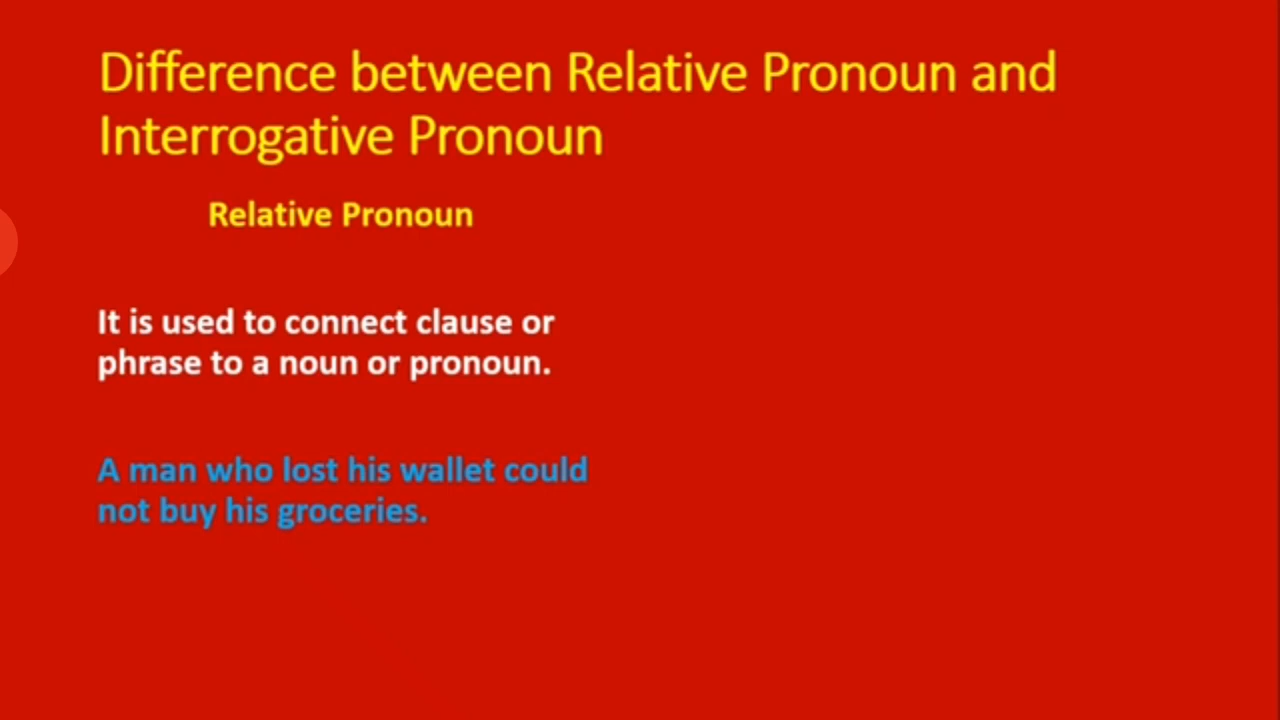 Difference between Relative Pronoun and
Interrogative Pronoun
Relative Pronoun
It is used to connect clause or
phrase to a noun or pronoun.
A man who lost his wallet could
not buy his groceries.